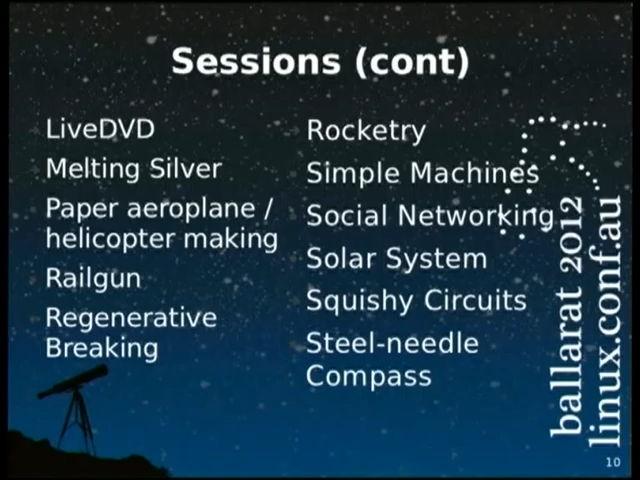 Sessions (cont)
LiveDVD
Melting Silver
Paper aeroplane /
helicopter making
Railgun
Regenerative
Breaking
Rocketry
Simple Machines
Social Networking
Solar System
Squishy Circuits
Steel-needle
Compass
ballarat 2012
linux.conf.au
10